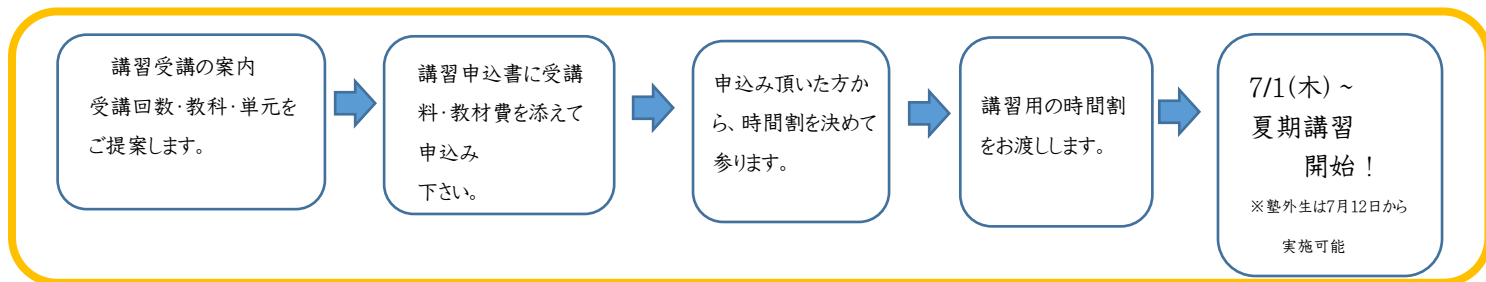 講習受講の案内
受講回数・教科・単元を
ご提案します。
講習申込書に受講
料・教材費を添えて
申込み
下さい。
申込み頂いた方か
ら、時間割を決めて
参ります。
講習用の時間割
をお渡しします。
7/1(木)~
夏期講習
開始！
※塾外生は7月12日から
実施可能